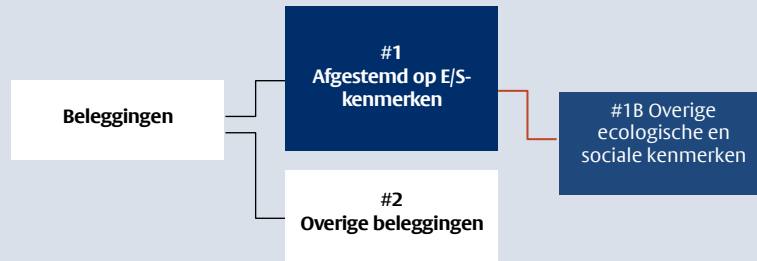 Beleggingen
#1
Afgestemd op E/S-
kenmerken
#2
Overige beleggingen
#1B Overige
ecologische en
sociale kenmerken